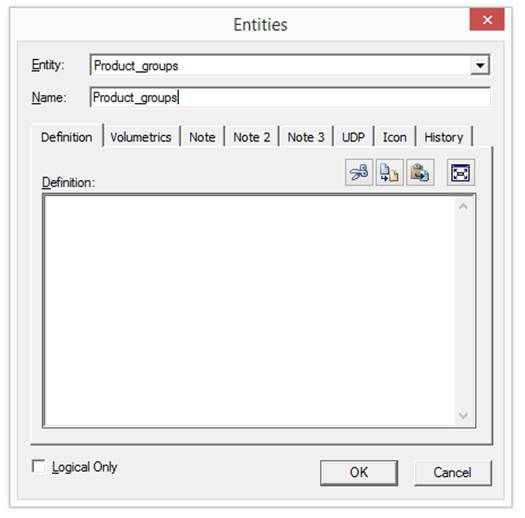 Entities
Entity: Product_groups
Name: Product_groups
Definition Volumetrics Note Note 2 Note 3 UDP Icon History
Definition:
Logical Only OK Cancel